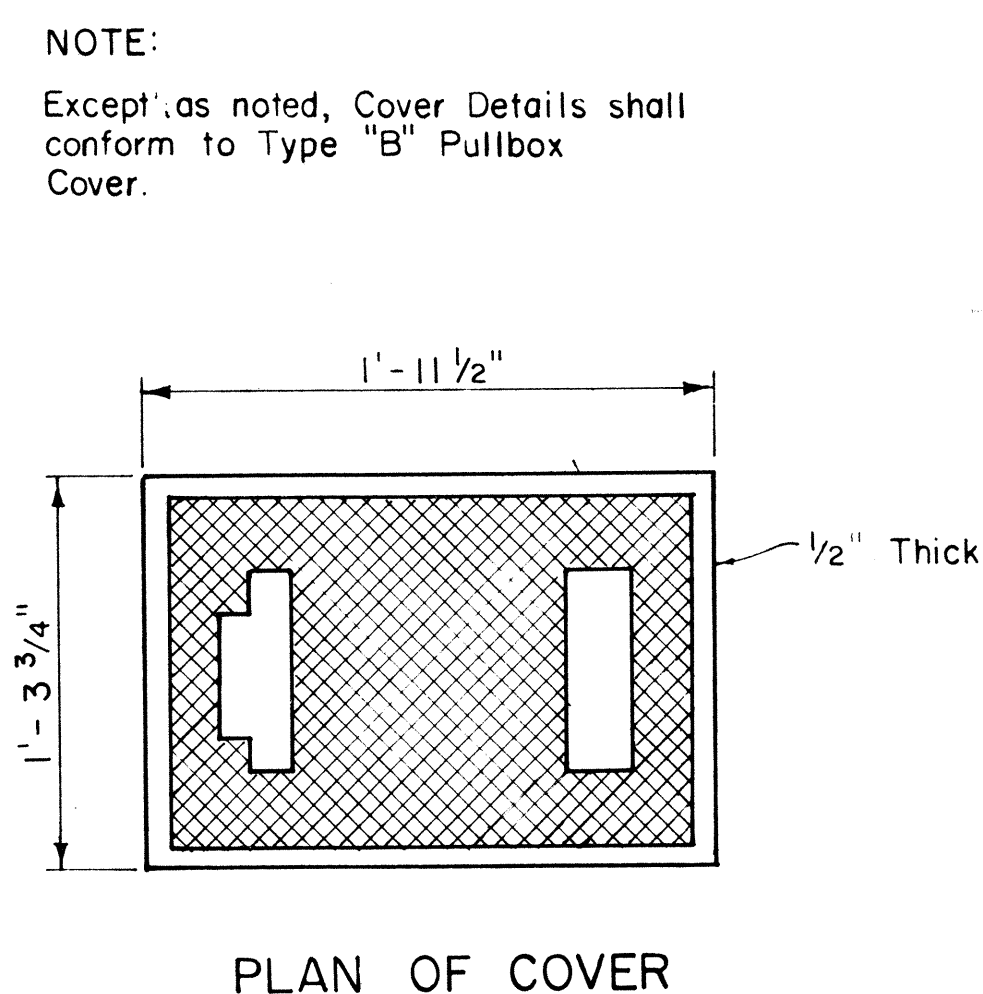 NOTE:
Except as noted, Cover Details shall
conform to Type "B" Pullbox
Cover.
1' - 11 1/2"
1/2" Thick
1' - 3 3/4"
PLAN OF COVER